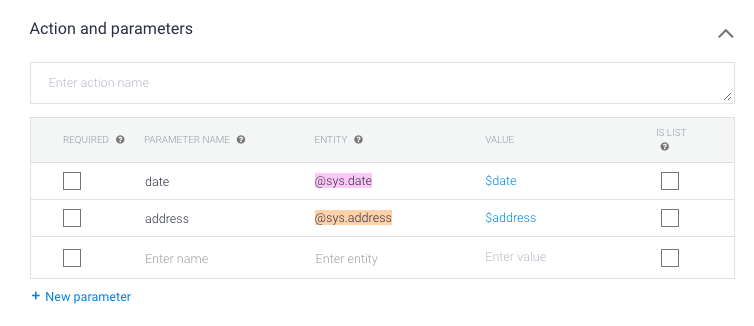 Action and parameters
Enter action name
REQUIRED ? PARAMETER NAME ? ENTITY ? VALUE IS LIST ?
date @sys.date $date
address @sys.address $address
Enter name Enter entity Enter value
+ New parameter